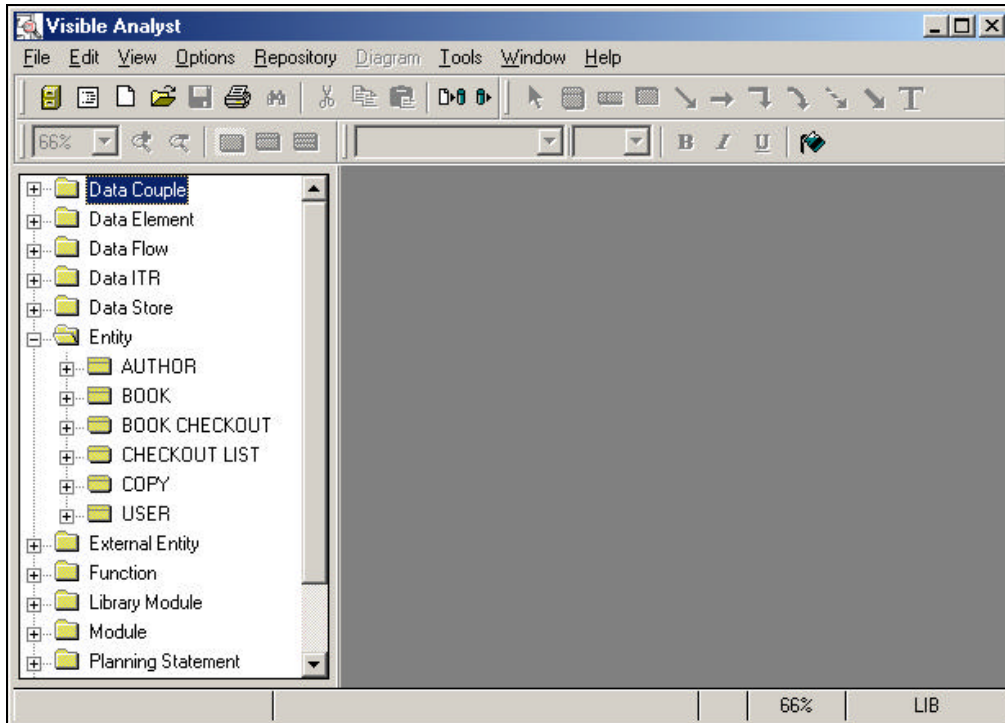 Visible Analyst
File Edit View Options Repository Diagram Tools Window Help
T
66% B I U
Data Couple
Data Element
Data Flow
Data ITR
Data Store
Entity
AUTHOR
BOOK
BOOK CHECKOUT
CHECKOUT LIST
COPY
USER
External Entity
Function
Library Module
Module
Planning Statement
66% LIB